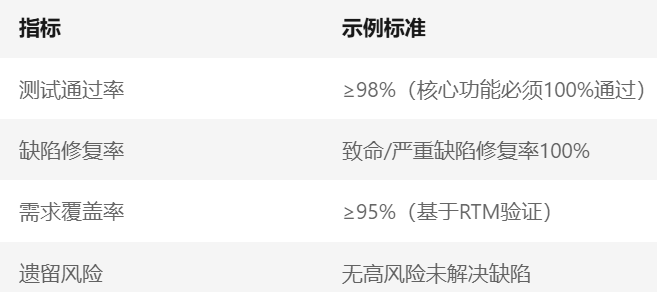 指标 示例标准
测试通过率 ≥98%（核心功能必须100%通过）
缺陷修复率 致命/严重缺陷修复率100%
需求覆盖率 ≥95%（基于RTM验证）
遗留风险 无高风险未解决缺陷